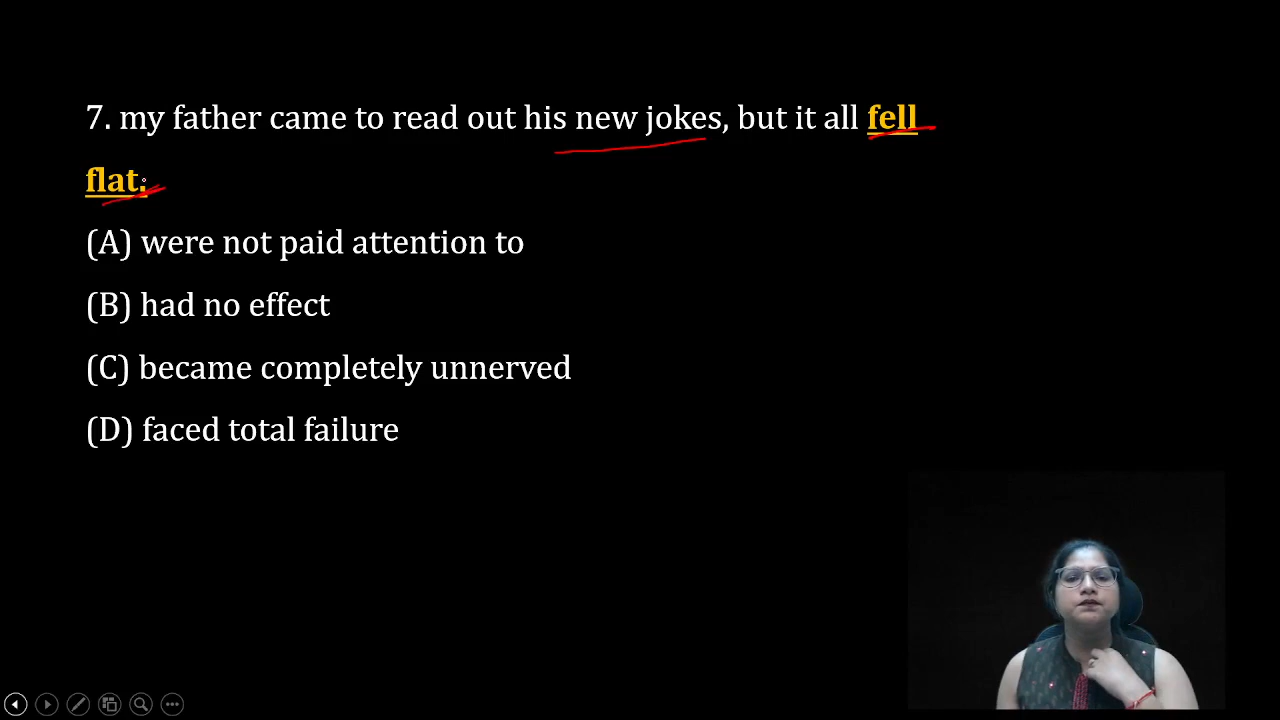 7. my father came to read out his new jokes, but it all fell
flat.
(A) were not paid attention to
(B) had no effect
(C) became completely unnerved
(D) faced total failure